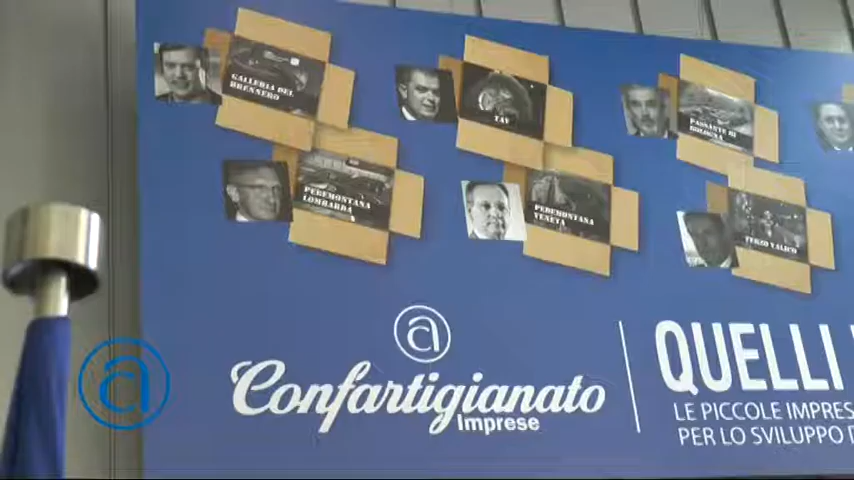 GALLERIA DEL
BRENNERO
TAV
PASSANTE DI
BOLOGNA
PEDEMONTANA
LOMBARDA
PEDEMONTANA
VENETA
TERZO VALICO
a
Confartigianato
Imprese
QUELLI
LE PICCOLE IMPRES
PER LO SVILUPPO D
a